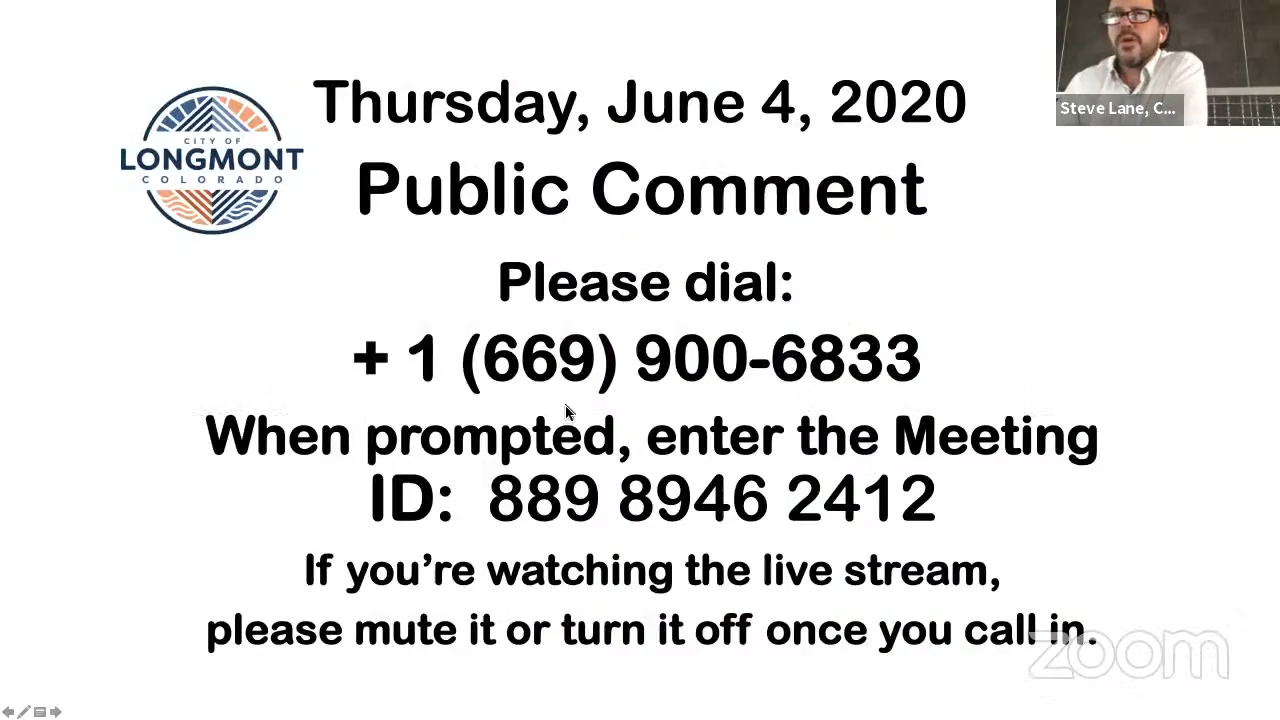 Thursday, June 4, 2020
Steve Lane, C...
CITY OF
LONGMONT
COLORADO
Public Comment
Please dial:
+ 1 (669) 900-6833
When prompted, enter the Meeting
ID: 889 8946 2412
If you’re watching the live stream,
please mute it or turn it off once you call in.
zoom